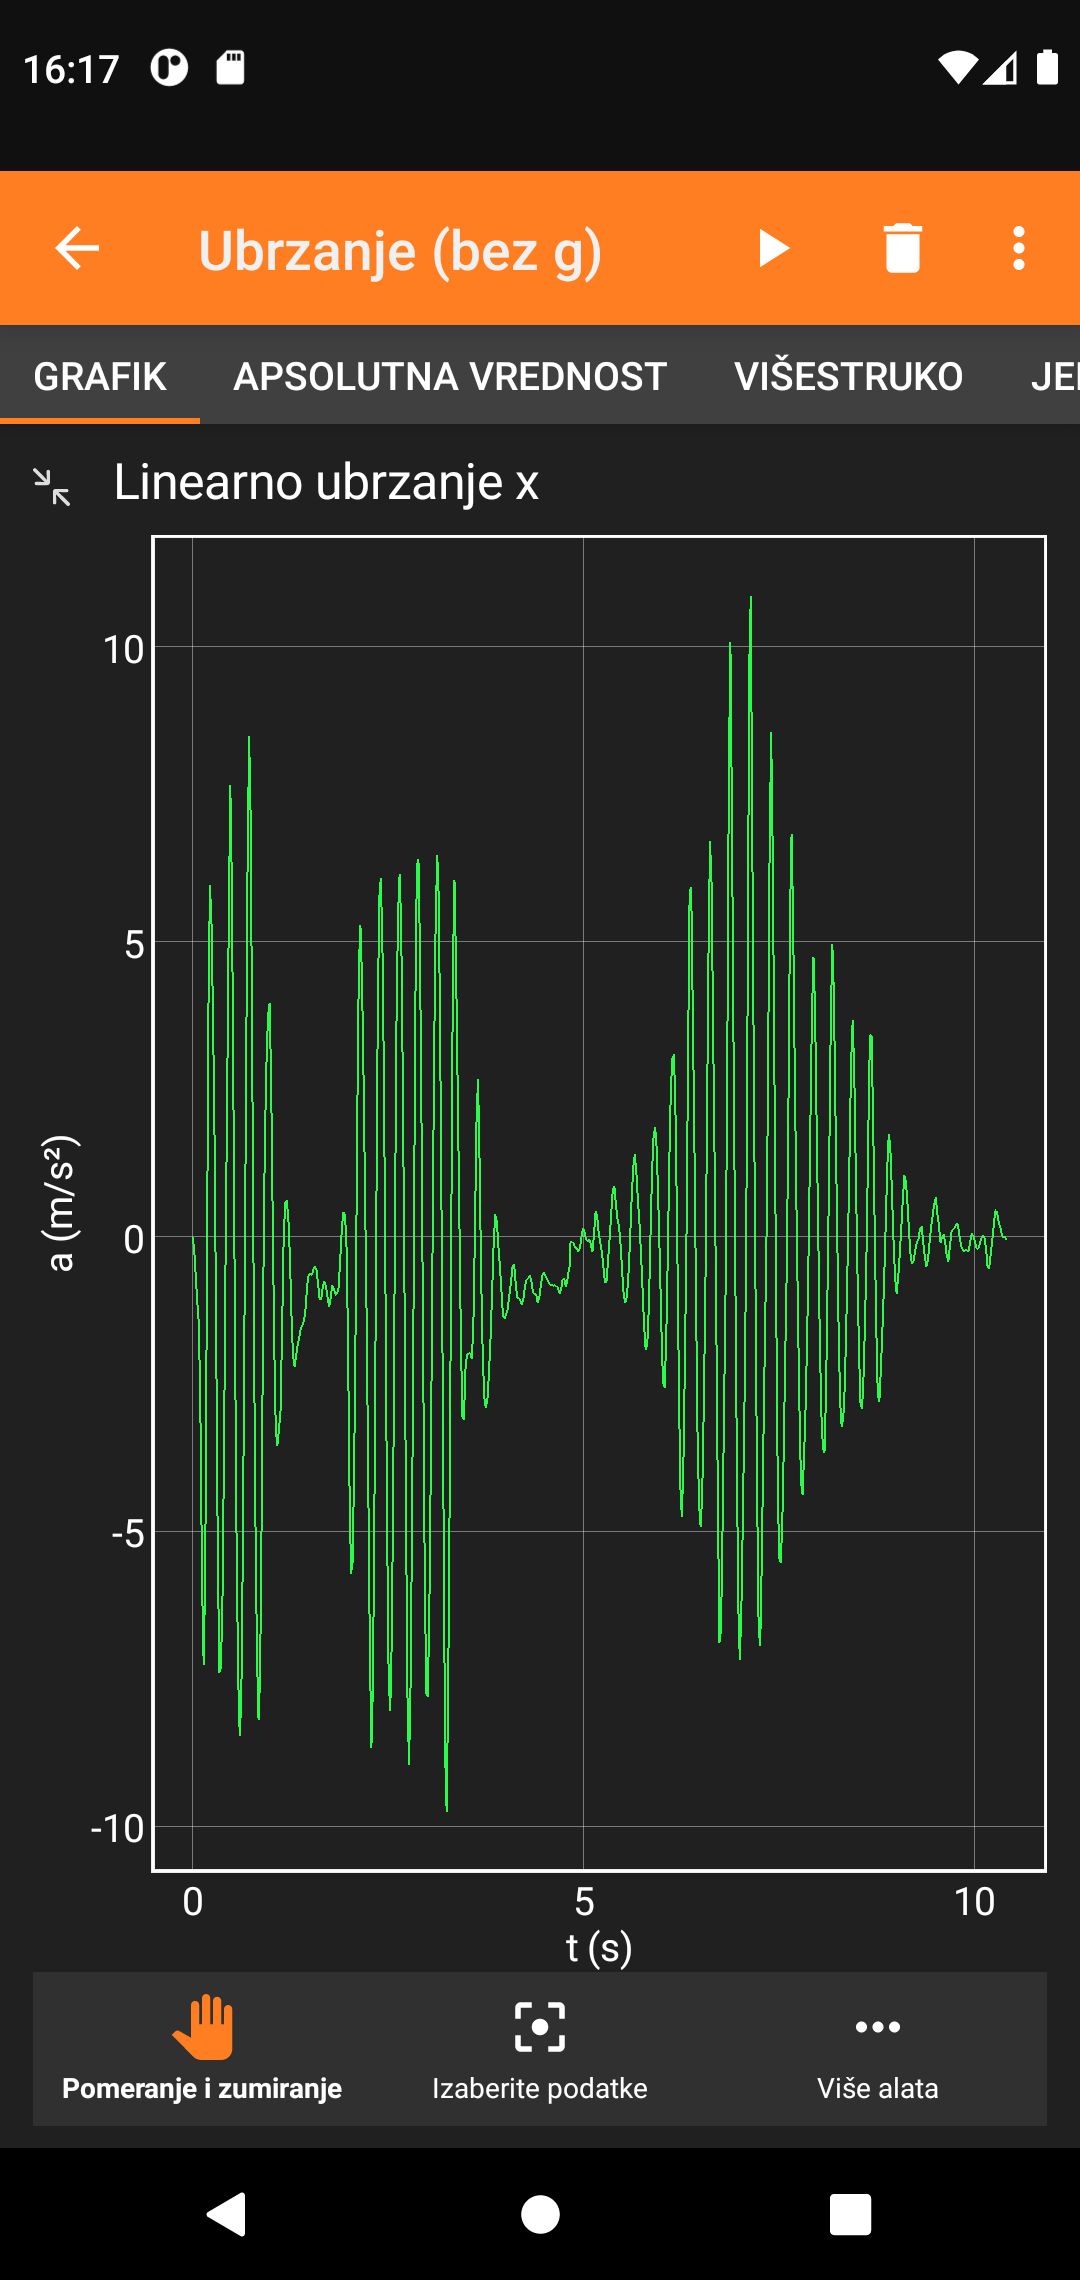 16:17
Ubrzanje (bez g)
GRAFIK APSOLUTNA VREDNOST VIŠESTRUKO
Linearno ubrzanje x
10
5
0
-5
-10
a (m/s²)
0 5 10
t (s)
Pomeranje i zumiranje Izaberite podatke Više alata